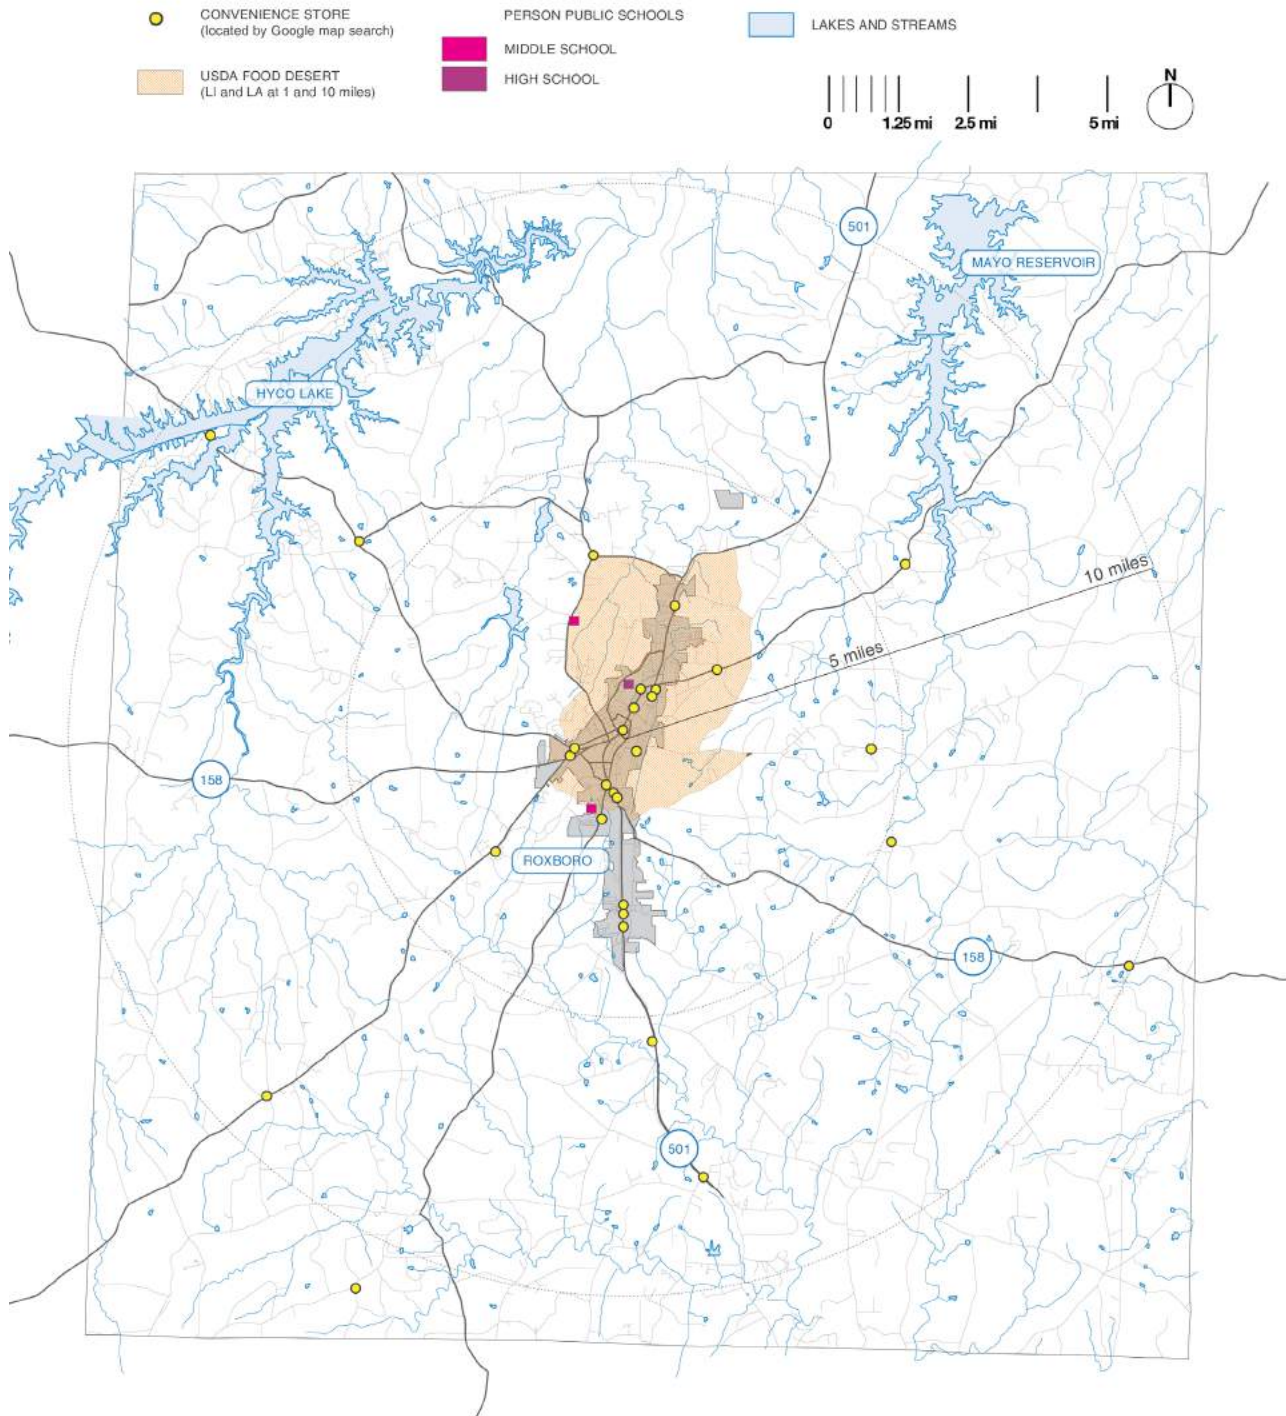 CONVENIENCE STORE
(located by Google map search)
USDA FOOD DESERT
(LI and LA at 1 and 10 miles)
PERSON PUBLIC SCHOOLS
MIDDLE SCHOOL
HIGH SCHOOL
LAKES AND STREAMS
N
0 1.25 mi 2.5 mi 5 mi
501
MAYO RESERVOIR
HYCO LAKE
10 miles
5 miles
158
ROXBORO
158
501